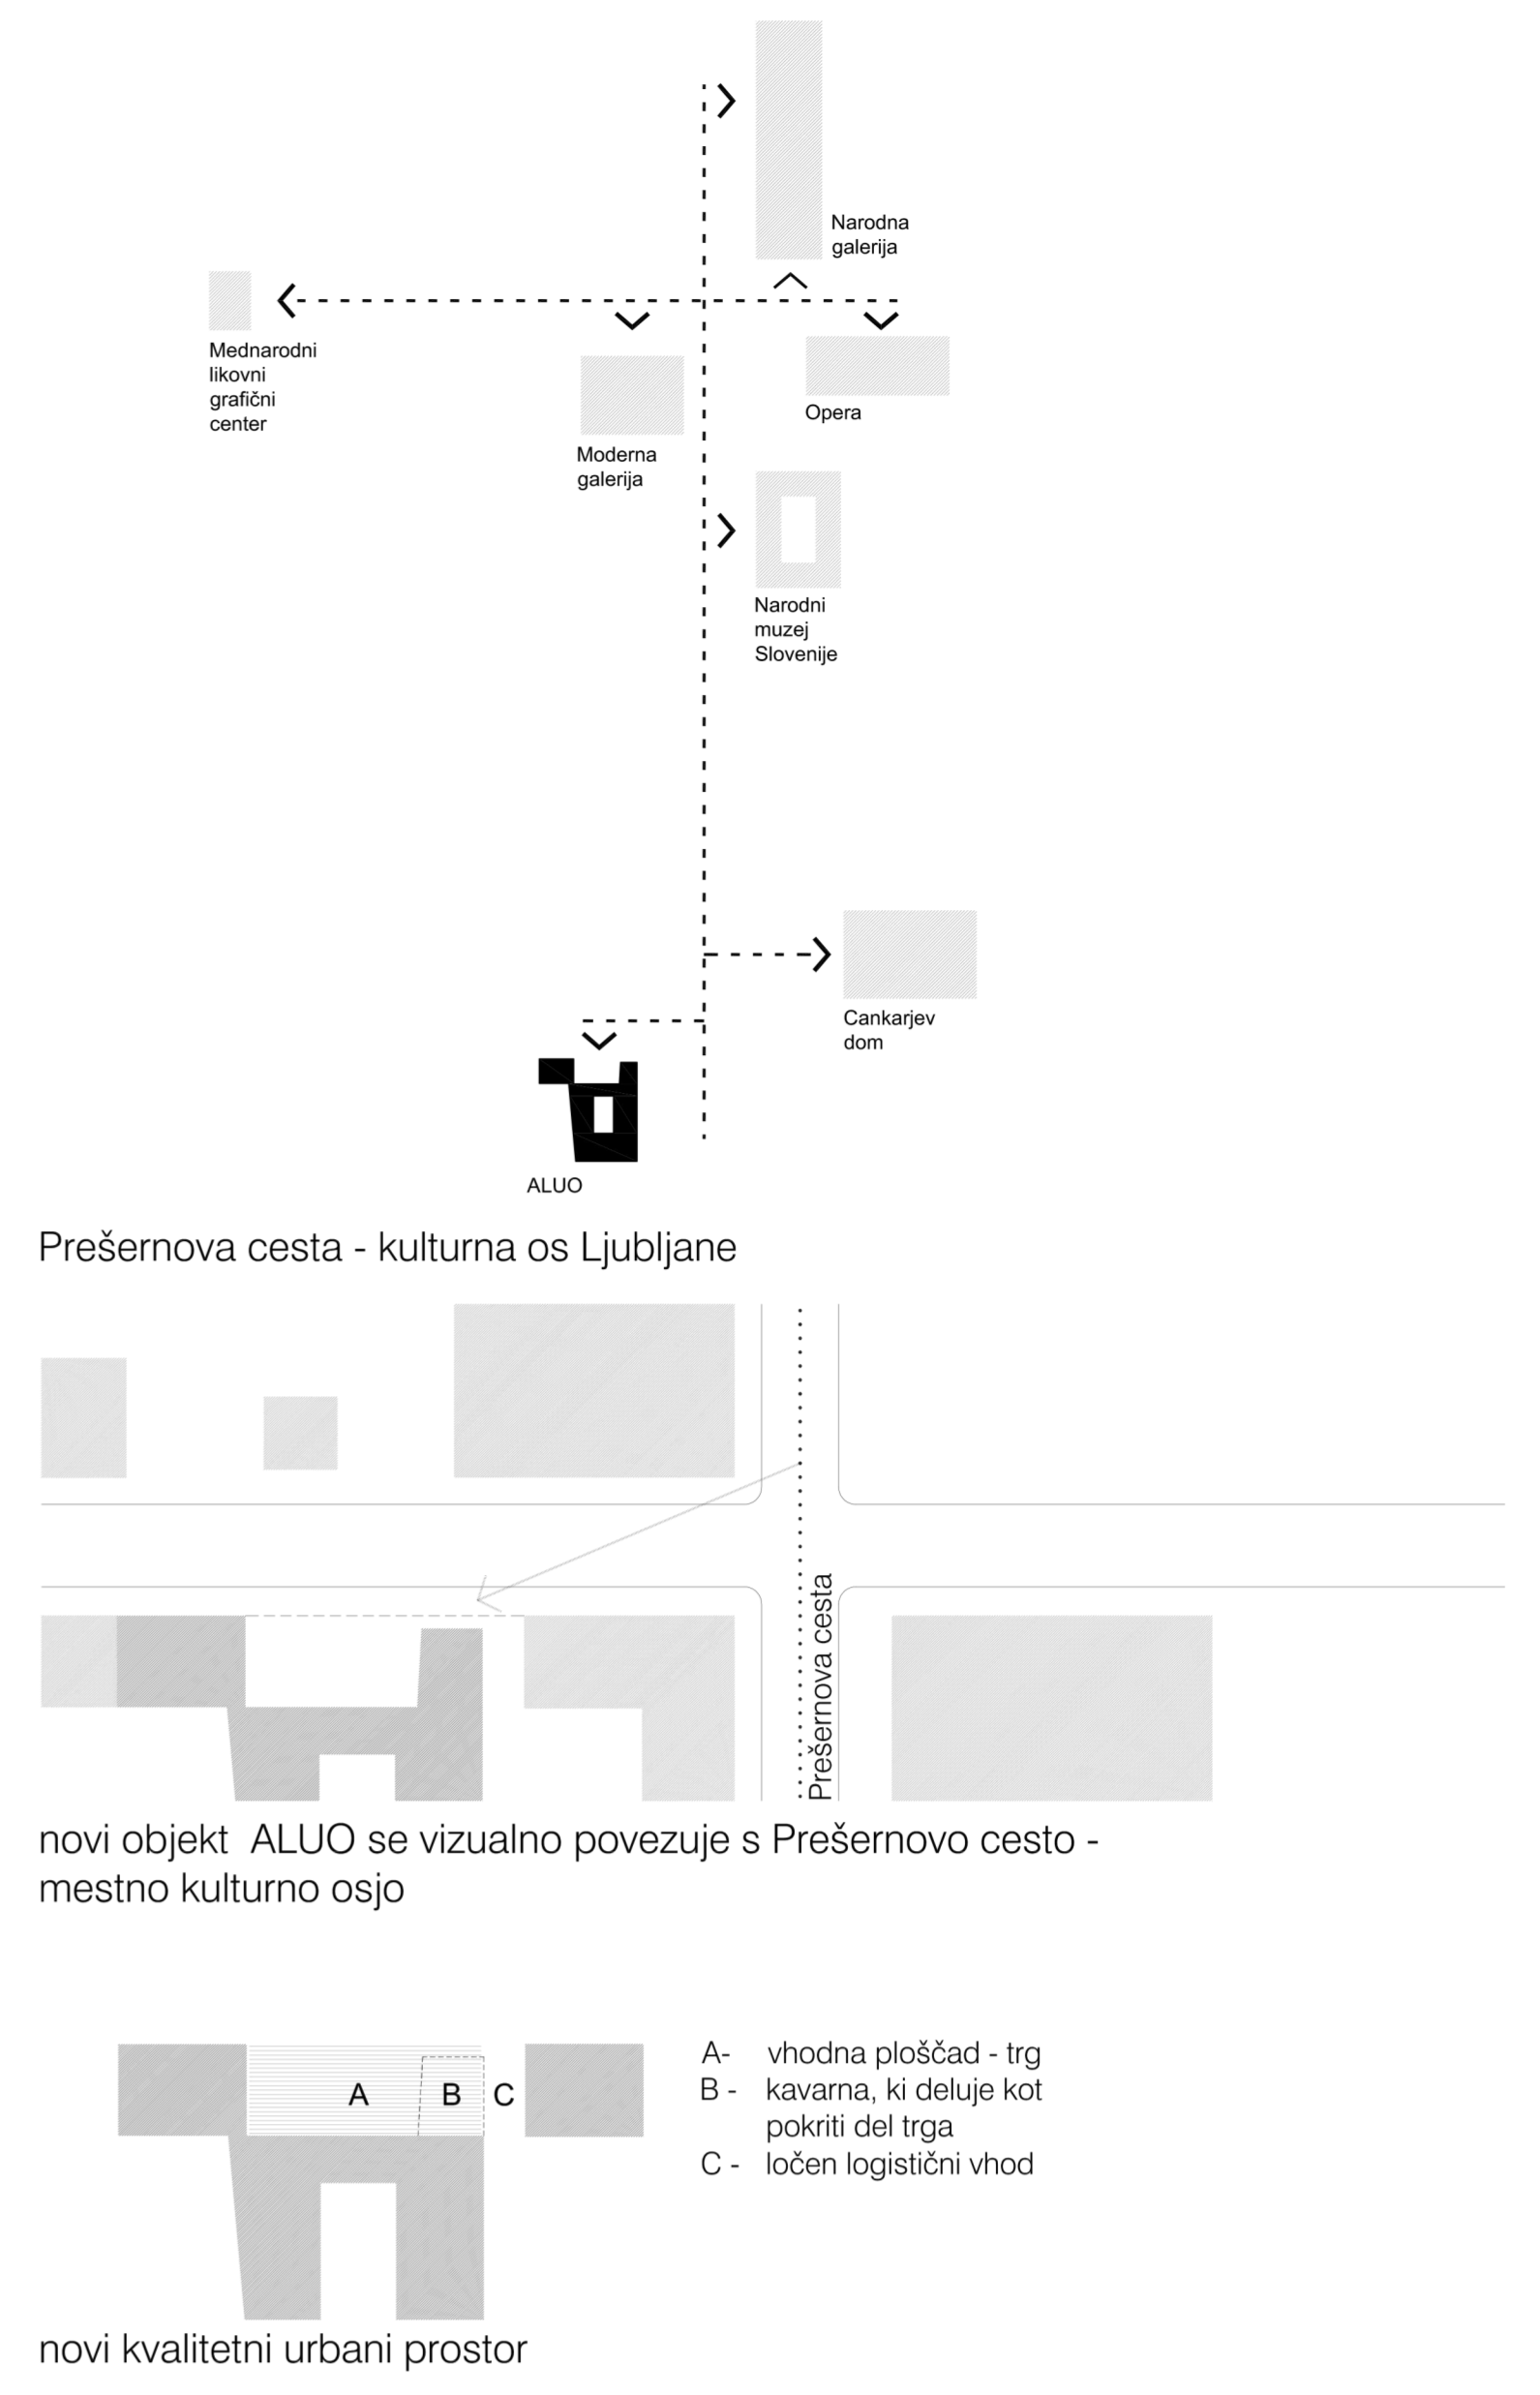 Narodna
galerija
Mednarodni
likovni
grafični
center
Opera
Moderna
galerija
Narodni
muzej
Slovenije
Cankarjev
dom
ALUO
Prešernova cesta - kulturna os Ljubljane
Prešernova cesta
novi objekt  ALUO se vizualno povezuje s Prešernovo cesto -
mestno kulturno osjo
A
B
C
A- vhodna ploščad - trg
B - kavarna, ki deluje kot
pokriti del trga
C - ločen logistični vhod
novi kvalitetni urbani prostor